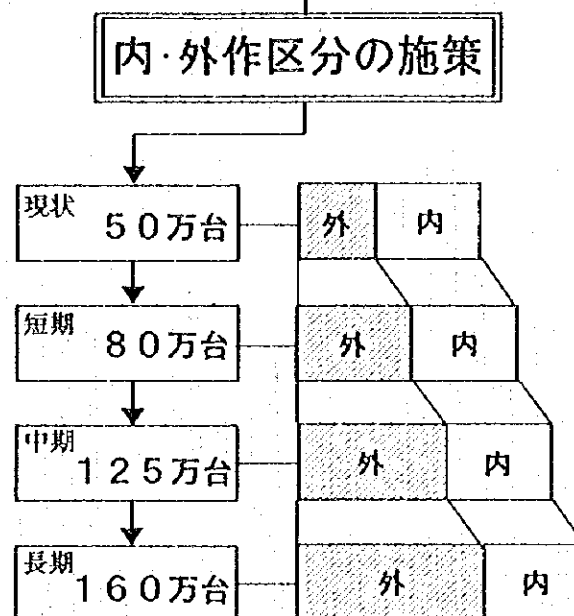 内・外作区分の施策
現状
50万台
外 内
短期
80万台
外 内
中期
125万台
外 内
長期
160万台
外 内